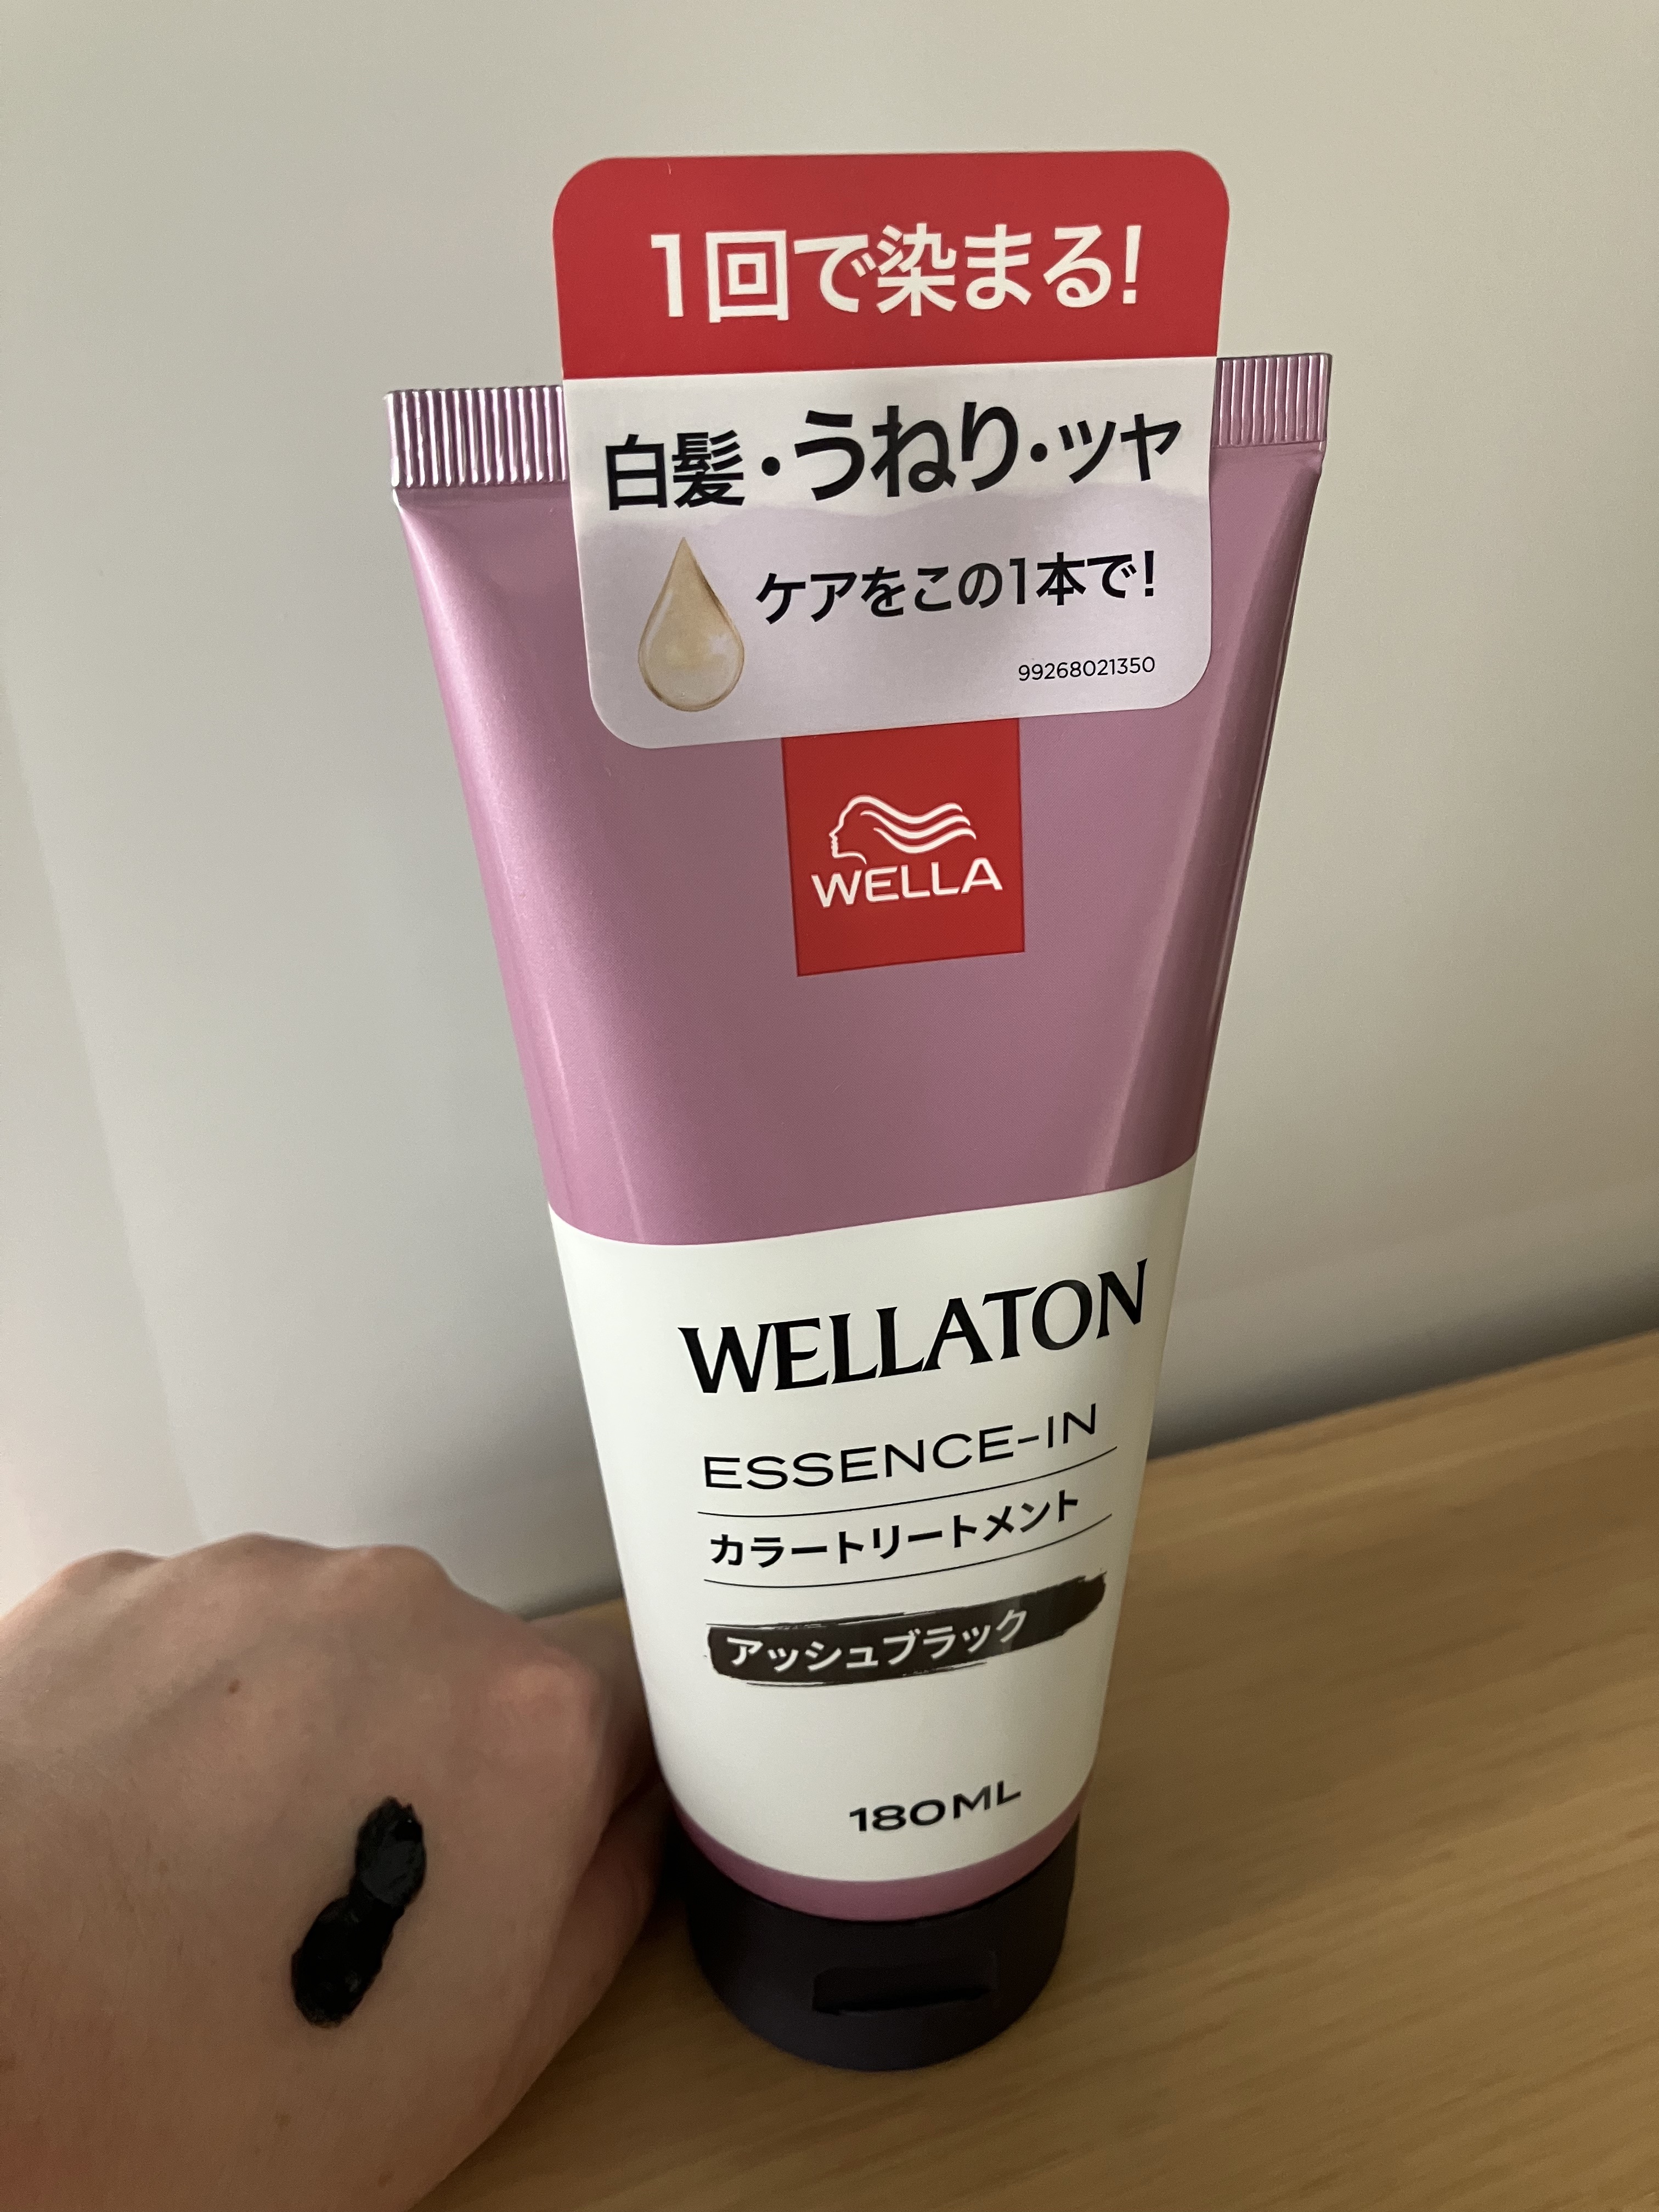 1回で染まる!
白髪・うねり・ツヤ
ケアをこの1本で!
99268021350
WELLA
WELLATON
ESSENCE-IN
カラートリートメント
アッシュブラック
180ML